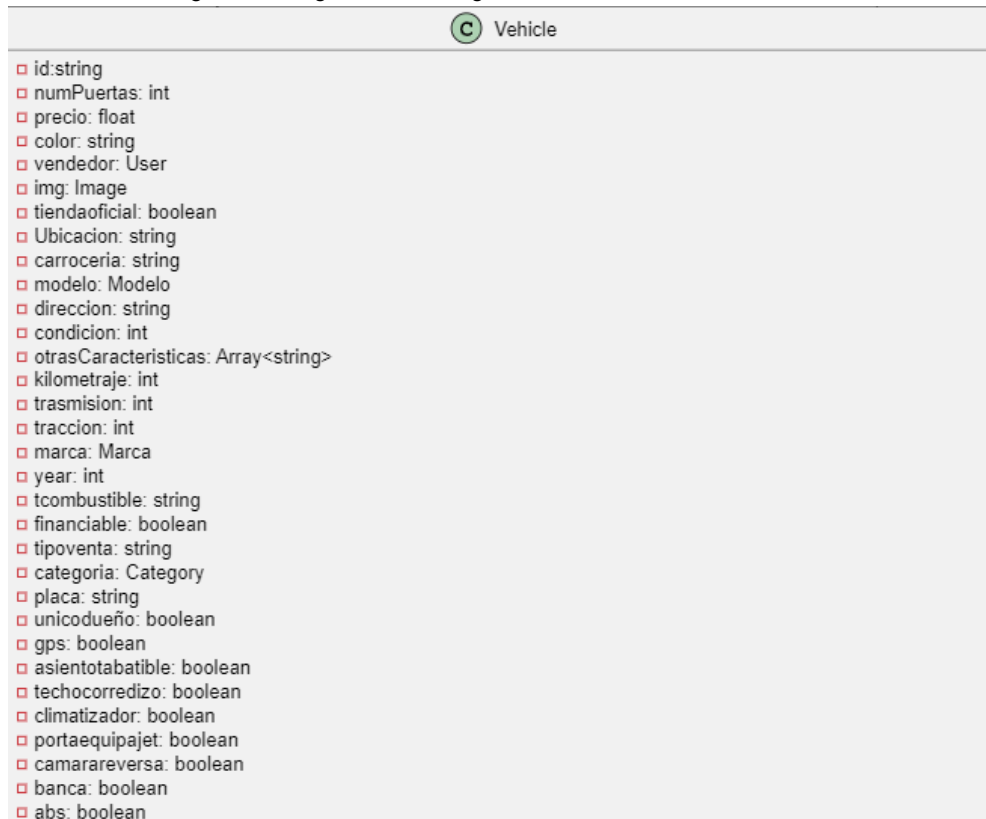 C Vehicle
id:string
numPuertas: int
precio: float
color: string
vendedor: User
img: Image
tiendaoficial: boolean
Ubicacion: string
carroceria: string
modelo: Modelo
direccion: string
condicion: int
otrasCaracteristicas: Array<string>
kilometraje: int
trasmision: int
traccion: int
marca: Marca
year: int
tcombustible: string
financiable: boolean
tipoventa: string
categoria: Category
placa: string
unicodueño: boolean
gps: boolean
asientotabatible: boolean
techocorredizo: boolean
climatizador: boolean
portaequipajet: boolean
camarareversa: boolean
banca: boolean
abs: boolean